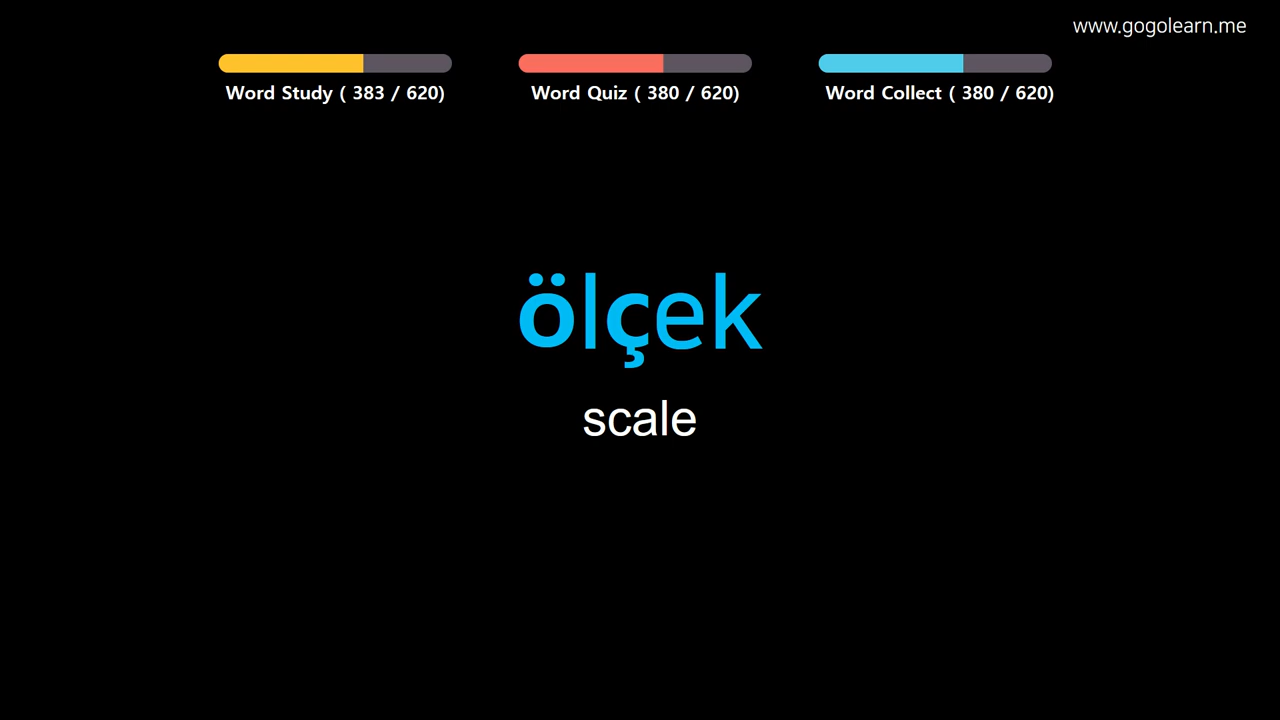 www.gogolearn.me
Word Study ( 383 / 620)
Word Quiz ( 380 / 620)
Word Collect ( 380 / 620)
ölçek
scale